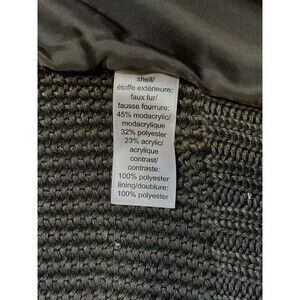 shell/
étoffe extérieure:
faux fur/
fausse fourrure:
45% modacrylic/
modacrylique
32% polyester
23% acrylic/
acrylique
contrast/
contraste:
100% polyester
lining/doublure:
100% polyester